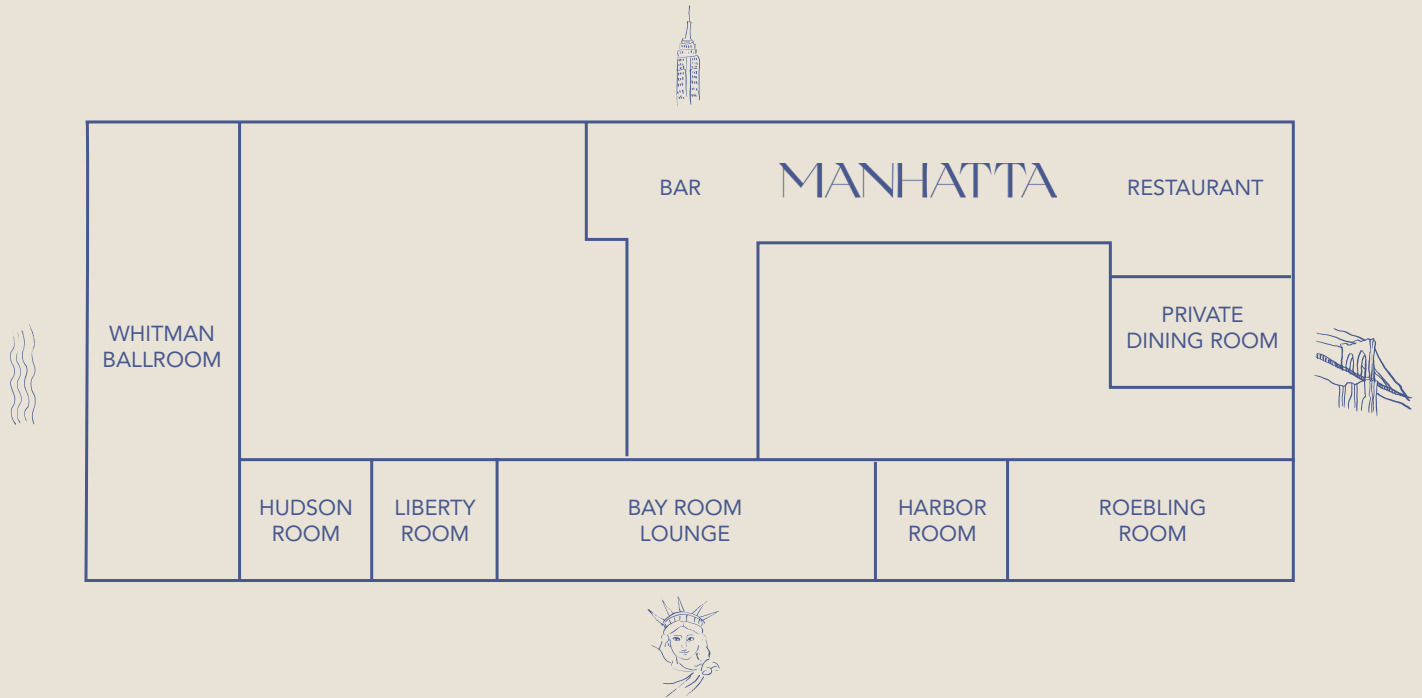 BAR
MANHATTA
RESTAURANT
WHITMAN
BALLROOM
PRIVATE
DINING ROOM
HUDSON
ROOM
LIBERTY
ROOM
BAY ROOM
LOUNGE
HARBOR
ROOM
ROEBLING
ROOM